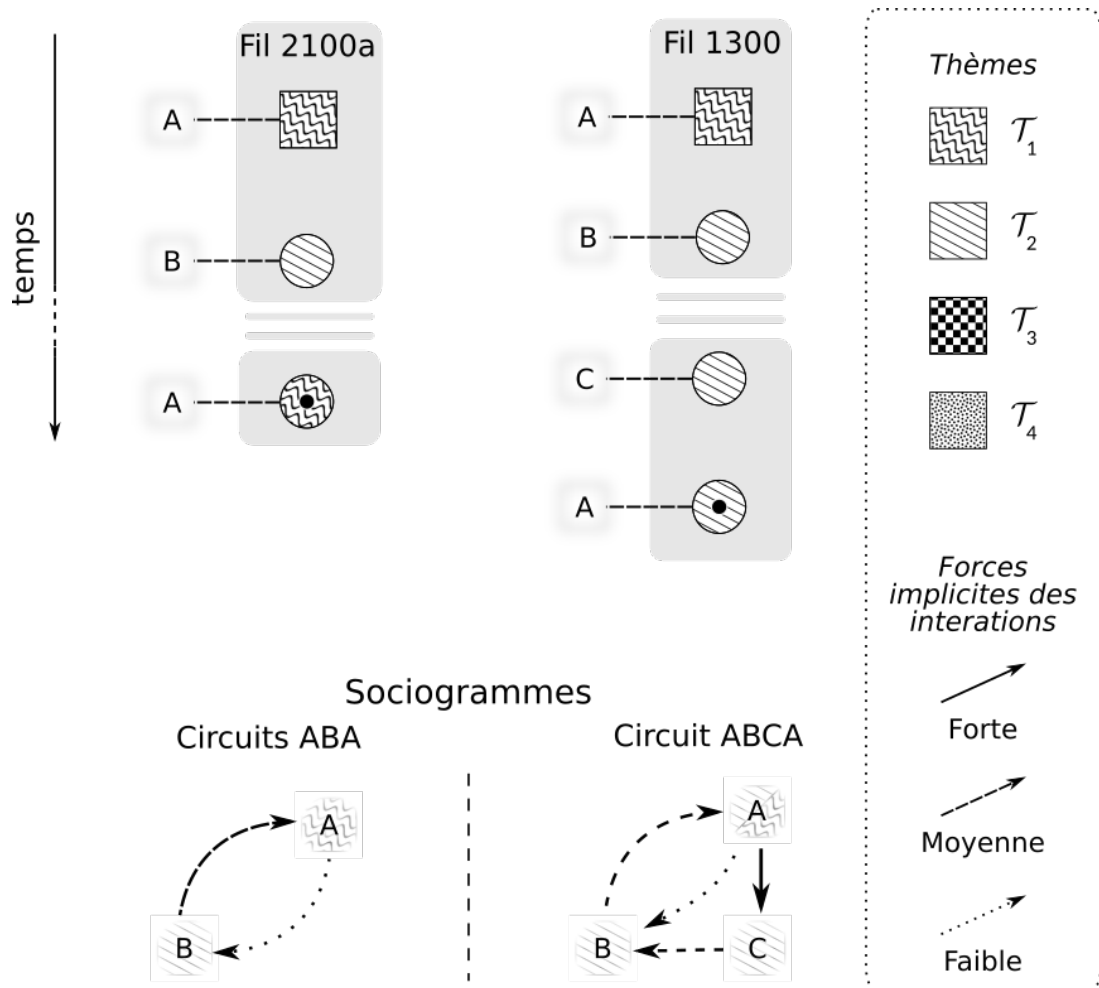 Fil 2100a
Fil 1300
temps
A
B
A
A
B
C
A
Thèmes
𝒯1
𝒯2
𝒯3
𝒯4
Forces
implicites des
interations
Forte
Moyenne
Faible
Sociogrammes
Circuits ABA
Circuit ABCA
A
B
A
B
C